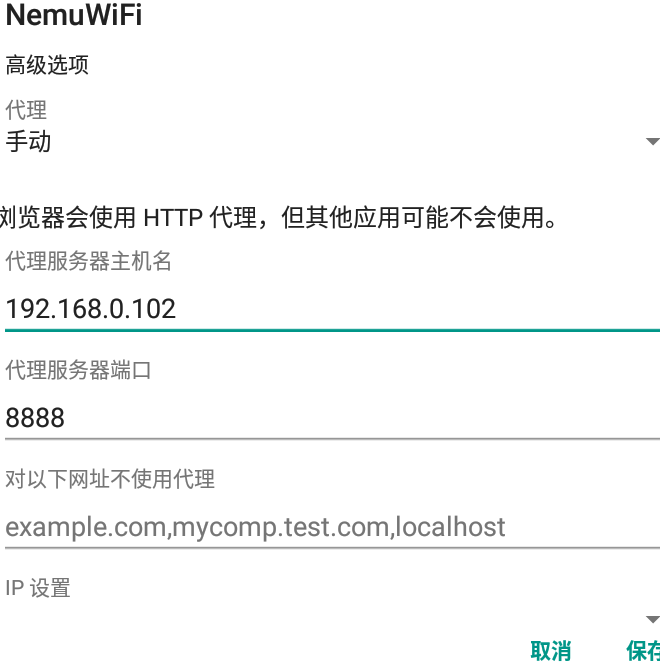 NemuWiFi
高级选项
代理
手动
浏览器会使用 HTTP 代理，但其他应用可能不会使用。
代理服务器主机名
192.168.0.102
代理服务器端口
8888
对以下网址不使用代理
example.com,mycomp.test.com,localhost
IP 设置
取消 保存